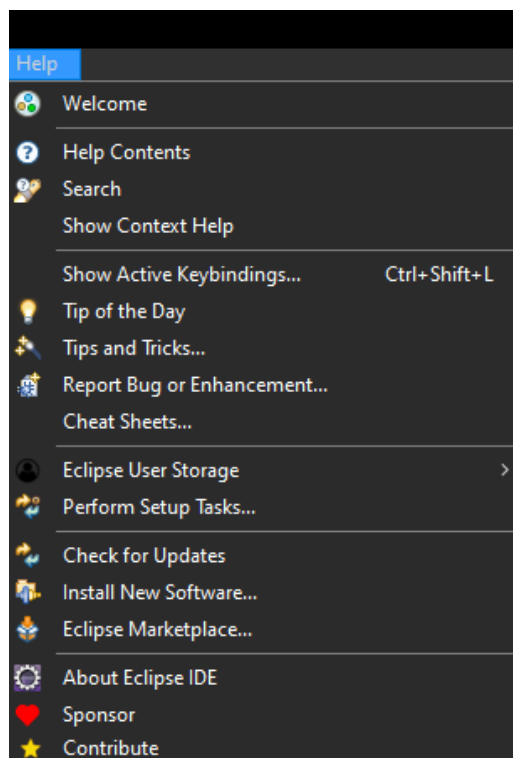 Help
Welcome
Help Contents
Search
Show Context Help
Show Active Keybindings... Ctrl+Shift+L
Tip of the Day
Tips and Tricks...
Report Bug or Enhancement...
Cheat Sheets...
Eclipse User Storage
Perform Setup Tasks...
Check for Updates
Install New Software...
Eclipse Marketplace...
About Eclipse IDE
Sponsor
Contribute